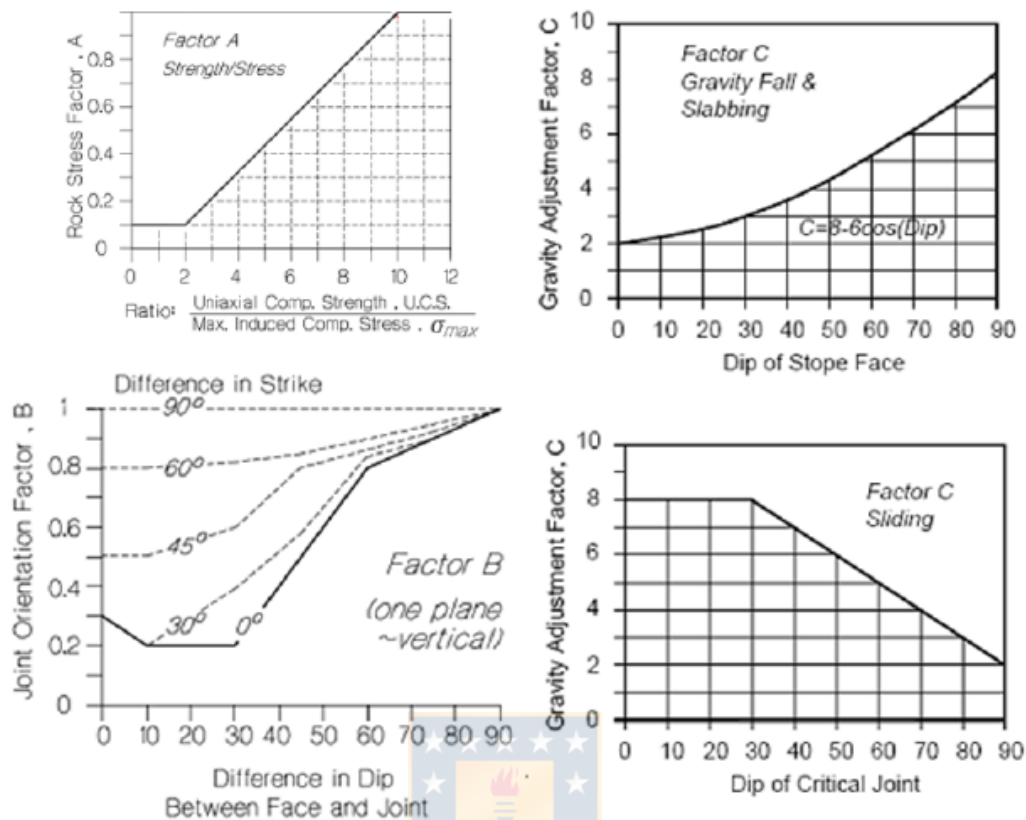 Rock Stress Factor , A
0.8
0.6
0.4
0.2
0
Factor A
Strength/Stress
0 2 4 6 8 10 12
Ratio: Uniaxial Comp. Strength , U.C.S.
Max. Induced Comp. Stress , σmax
Gravity Adjustment Factor, C
10
8
6
4
2
0
Factor C
Gravity Fall &
Slabbing
C=8-6cos(Dip)
0 10 20 30 40 50 60 70 80 90
Dip of Stope Face
Difference in Strike
Joint Orientation Factor , B
1
0.8
0.6
0.4
0.2
0
90°
60°
45°
30° 0°
Factor B
(one plane
~vertical)
0 10 20 30 40 50 60 70 80 90
Difference in Dip
Between Face and Joint
Gravity Adjustment Factor, C
10
8
6
4
2
0
Factor C
Sliding
0 10 20 30 40 50 60 70 80 90
Dip of Critical Joint